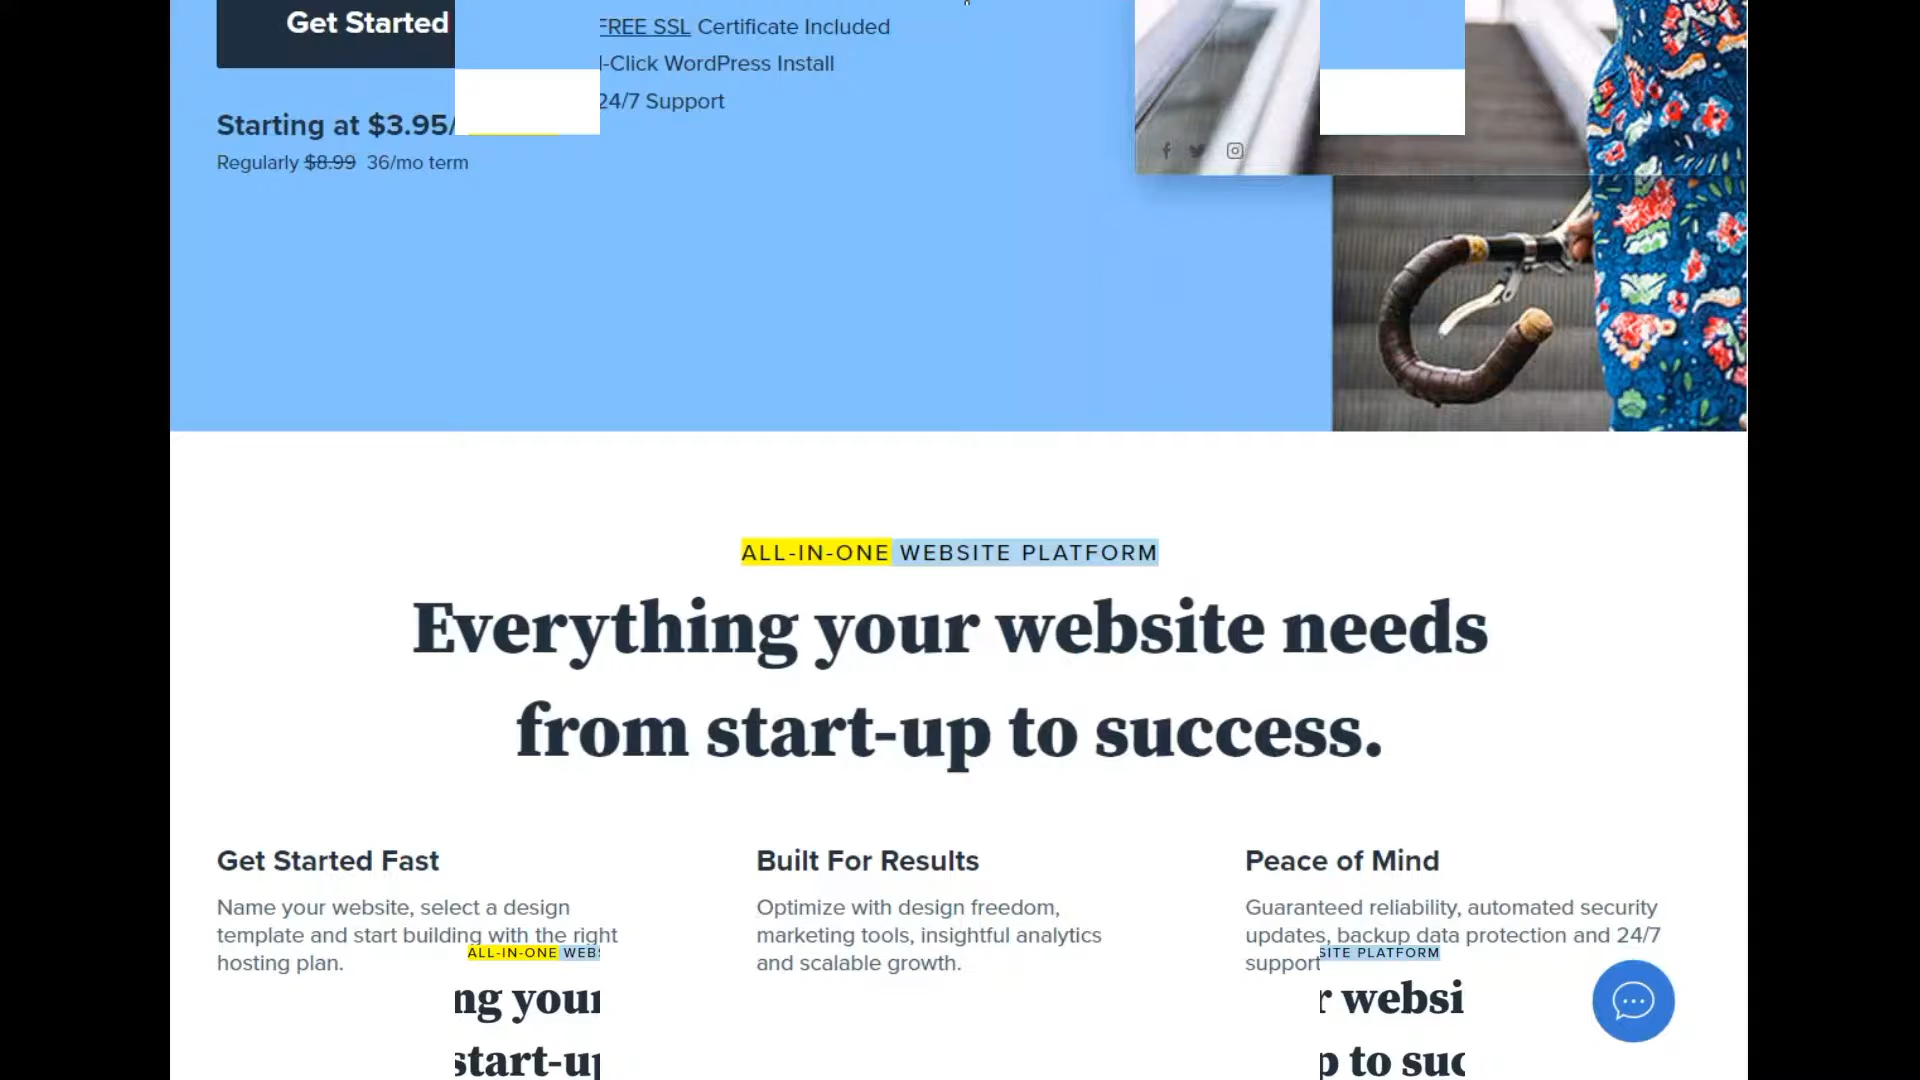 Get Started
FREE SSL Certificate Included
-Click WordPress Install
24/7 Support
Starting at $3.95/
Regularly $8.99 36/mo term
ALL-IN-ONE WEBSITE PLATFORM
Everything your website needs
from start-up to success.
Get Started Fast
Name your website, select a design
template and start building with the right
hosting plan.
Built For Results
Optimize with design freedom,
marketing tools, insightful analytics
and scalable growth.
Peace of Mind
Guaranteed reliability, automated security
updates, backup data protection and 24/7
support
ALL-IN-ONE WEBS
ng your
start-up
SITE PLATFORM
r websi
p to suc